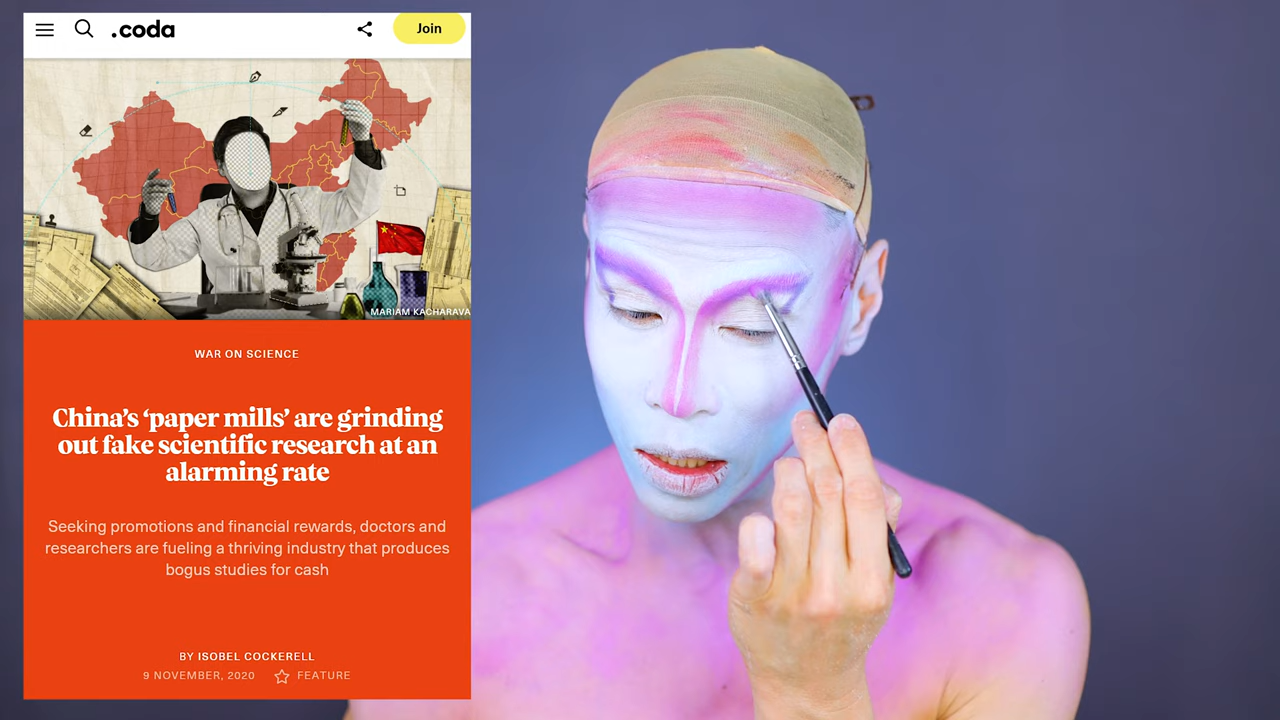 .coda
Join
MARIAM KACHARAVA
WAR ON SCIENCE
China's 'paper mills' are grinding
out fake scientific research at an
alarming rate
Seeking promotions and financial rewards, doctors and
researchers are fueling a thriving industry that produces
bogus studies for cash
BY ISOBEL COCKERELL
9 NOVEMBER, 2020
FEATURE